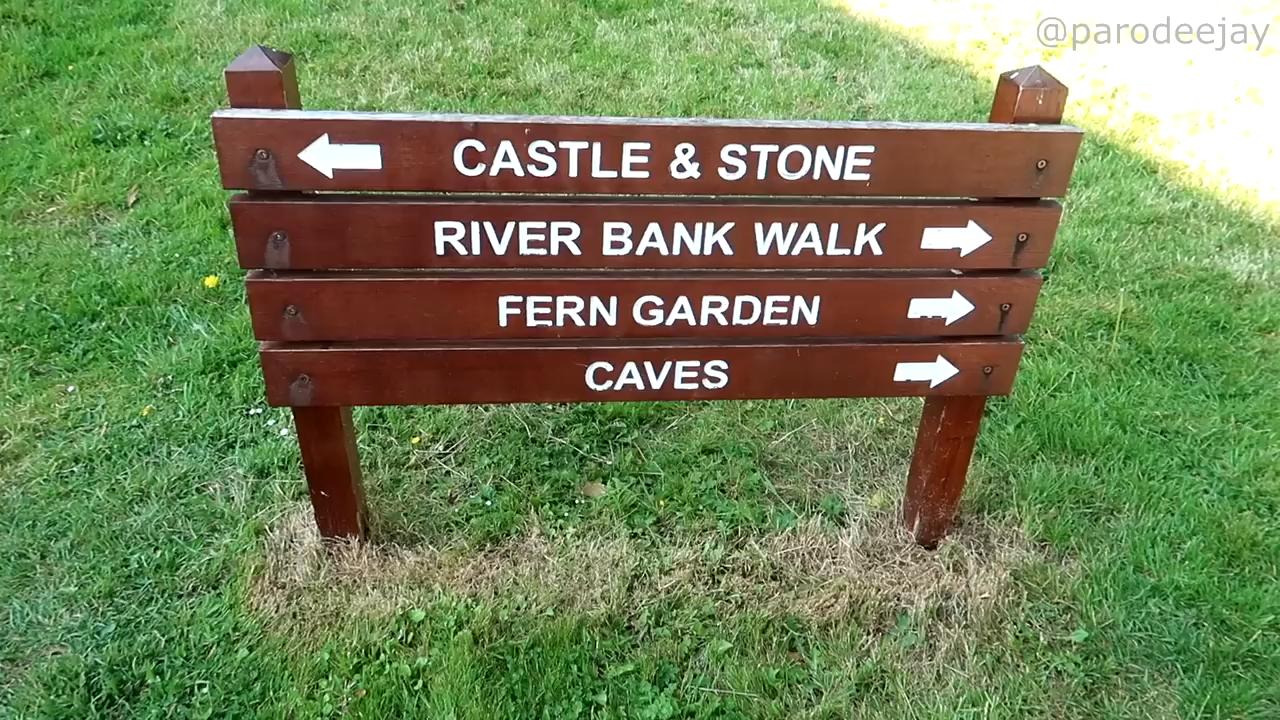 @parodeejay
CASTLE & STONE
RIVER BANK WALK
FERN GARDEN
CAVES